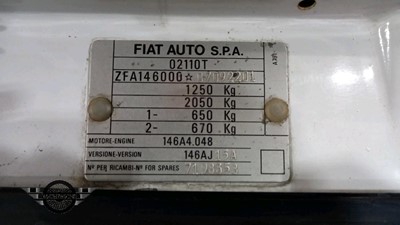 FIAT AUTO S.P.A.
02110T
ZFA146000☆
1250 Kg
2050 Kg
1- 650 Kg
2- 670 Kg
MOTORE-ENGINE 146A4.048
VERSIONE-VERSION 146AJ
Nº PER RICAMBI-Nº FOR SPARES